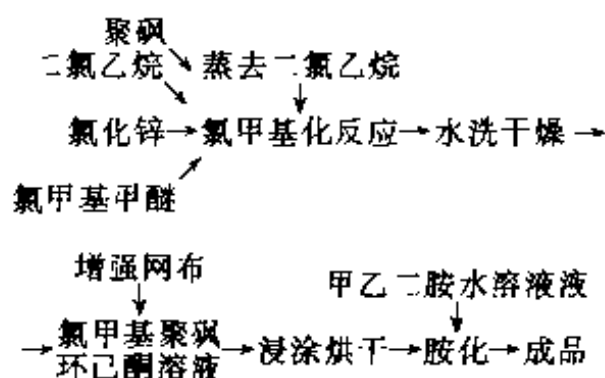 聚砜
二氯乙烷 蒸去二氯乙烷
氯化锌→氯甲基化反应→水洗干燥→
氯甲基甲醚
增强网布 甲乙二胺水溶液液
→氯甲基聚砜
环己酮溶液→浸涂烘干→胺化→成品